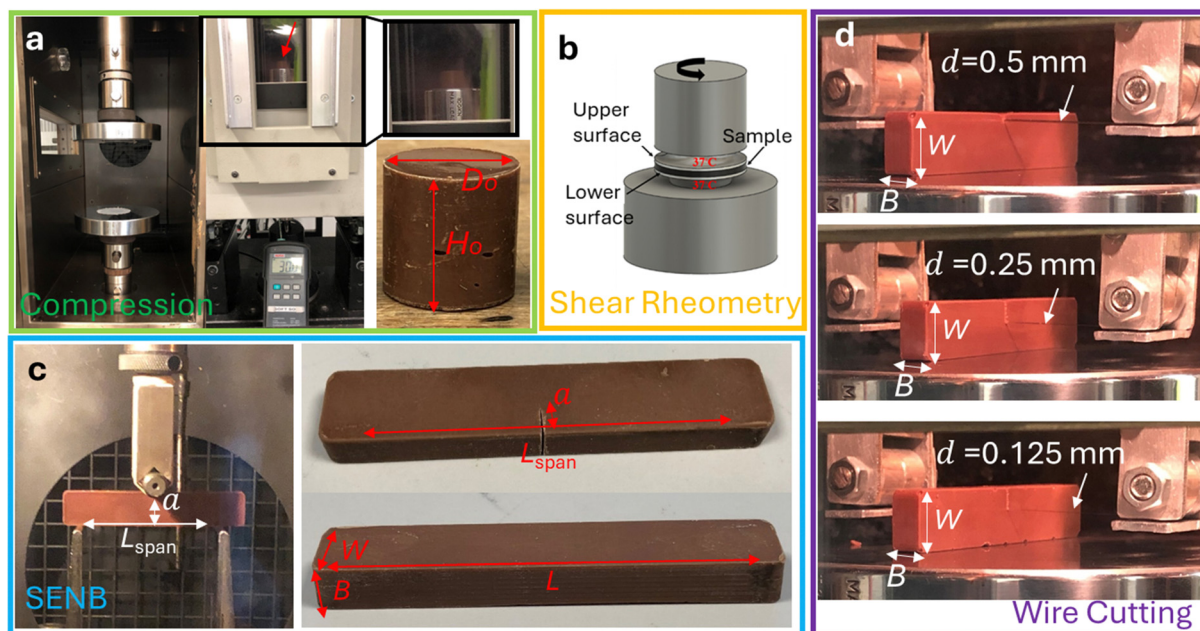 a
D₀
H₀
Compression
b
Upper
surface
Sample
37 C
37 C
Lower
surface
Shear Rheometry
c
a
Lspan
SENB
a
Lspan
W
B
L
d
d=0.5 mm
W
B
d =0.25 mm
W
B
d =0.125 mm
W
B
Wire Cutting